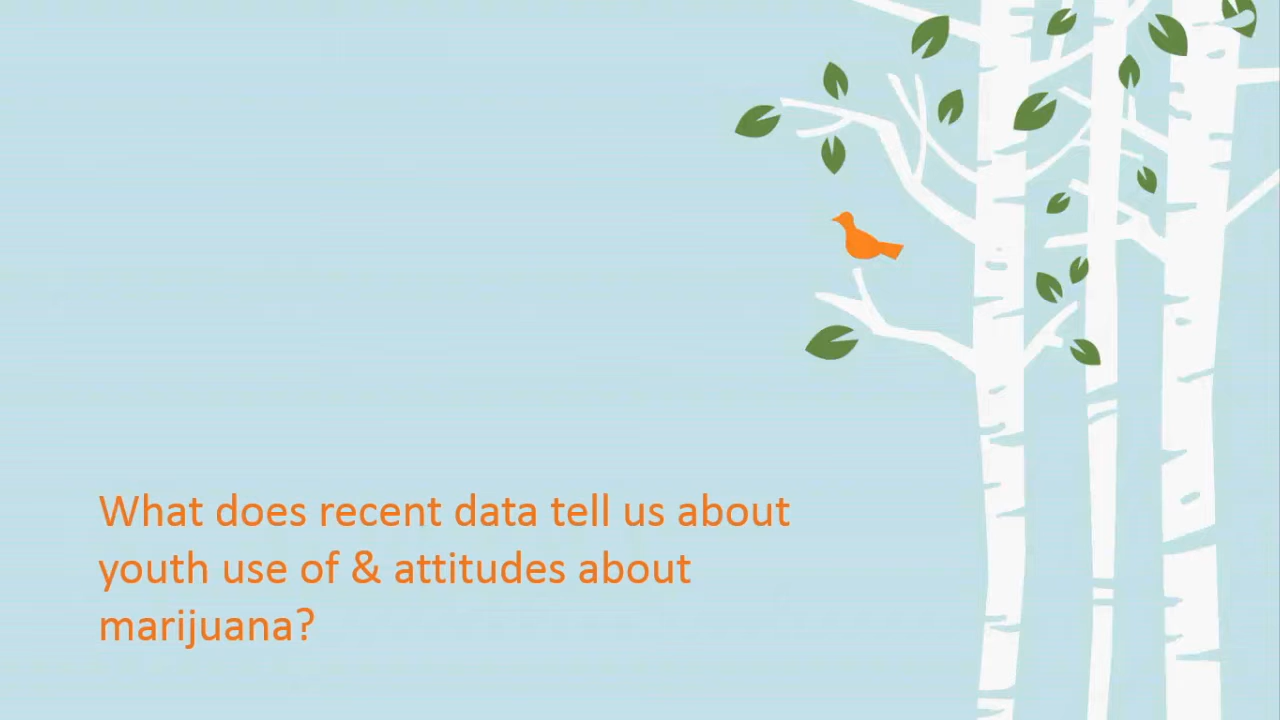 What does recent data tell us about
youth use of & attitudes about
marijuana?